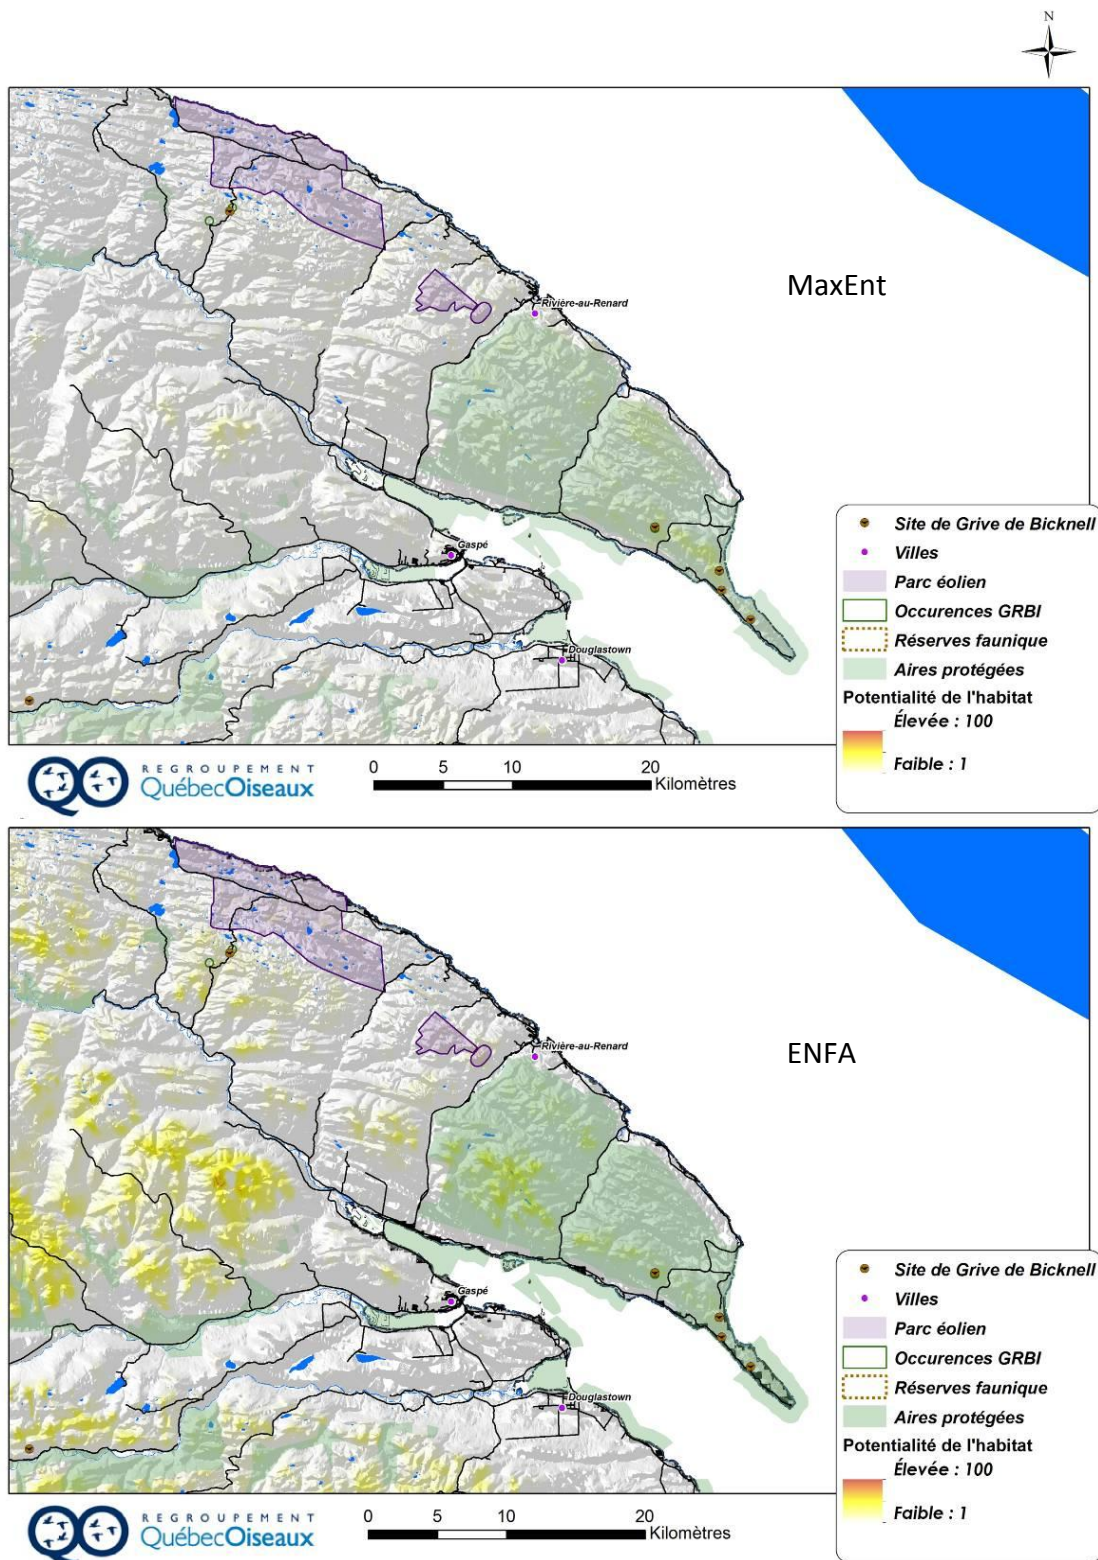 N
MaxEnt
Rivière-au-Renard
Gaspé
Douglastown
Site de Grive de Bicknell
Villes
Parc éolien
Occurences GRBI
Réserves faunique
Aires protégées
Potentialité de l'habitat
Élevée : 100
Faible : 1
REGROUPEMENT
QuébecOiseaux
0 5 10 20
Kilomètres
ENFA
Rivière-au-Renard
Gaspé
Douglastown
Site de Grive de Bicknell
Villes
Parc éolien
Occurences GRBI
Réserves faunique
Aires protégées
Potentialité de l'habitat
Élevée : 100
Faible : 1
REGROUPEMENT
QuébecOiseaux
0 5 10 20
Kilomètres